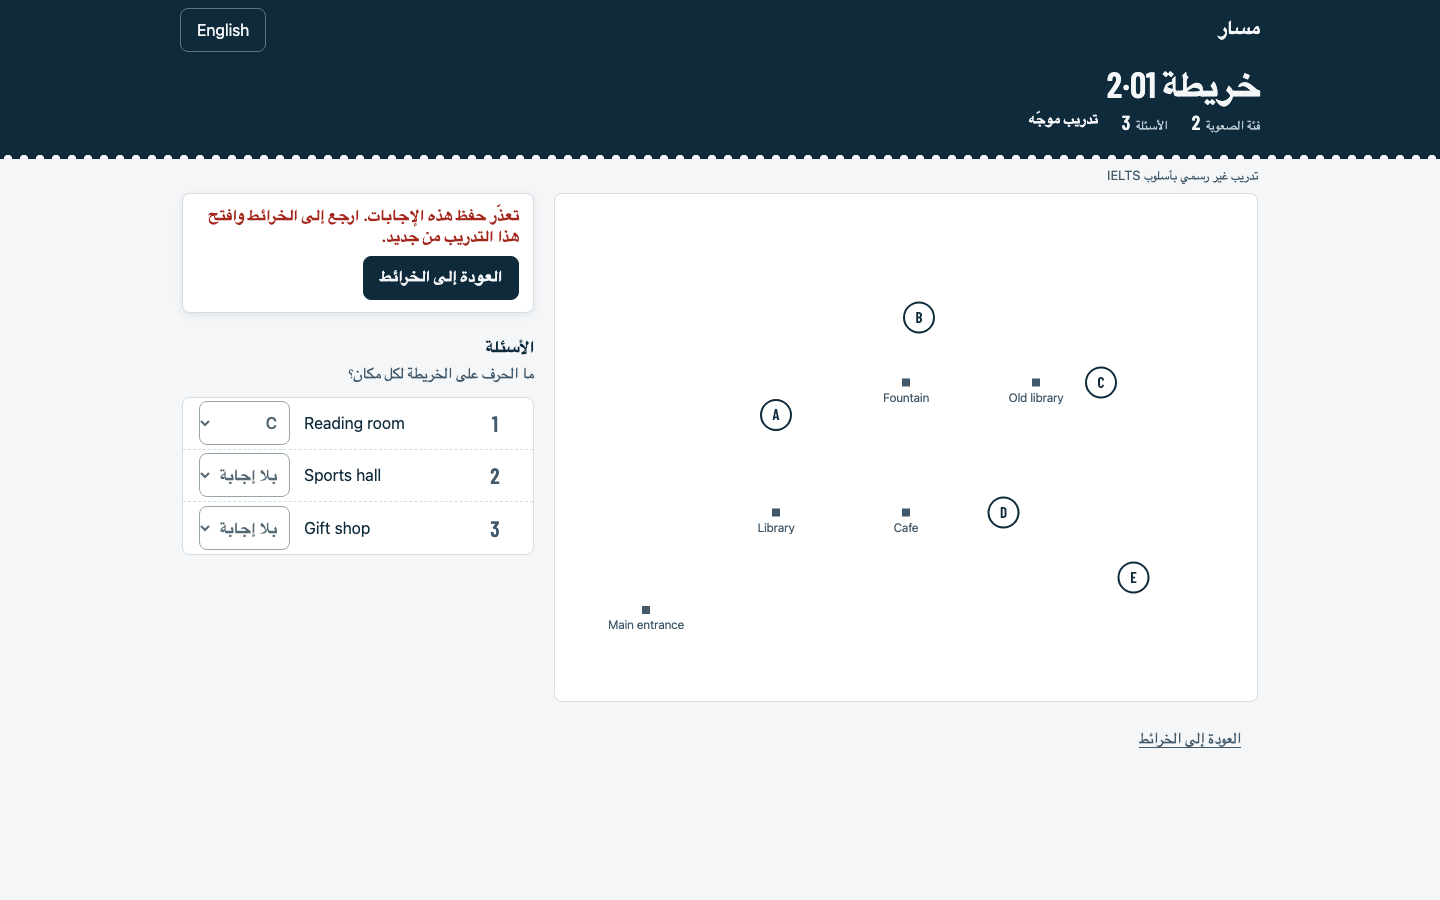 مسار
English
خريطة 2·01
فئة الصعوبة 2 الأسئلة 3 تدريب موجّه
تدريب غير رسمي بأسلوب IELTS
B
Fountain
Old library
C
A
Library
Cafe
D
E
Main entrance
تعذّر حفظ هذه الإجابات. ارجع إلى الخرائط وافتح
هذا التدريب من جديد.
العودة إلى الخرائط
الأسئلة
ما الحرف على الخريطة لكل مكان؟
1 Reading room C
2 Sports hall بلا إجابة
3 Gift shop بلا إجابة
العودة إلى الخرائط